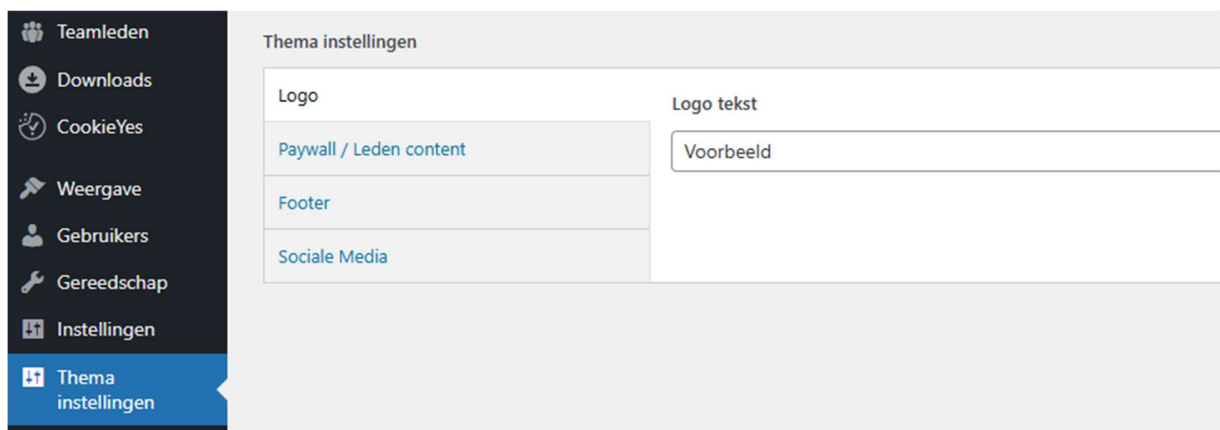 Teamleden
Downloads
CookieYes
Weergave
Gebruikers
Gereedschap
Instellingen
Thema
instellingen
Thema instellingen
Logo
Paywall / Leden content
Footer
Sociale Media
Logo tekst
Voorbeeld